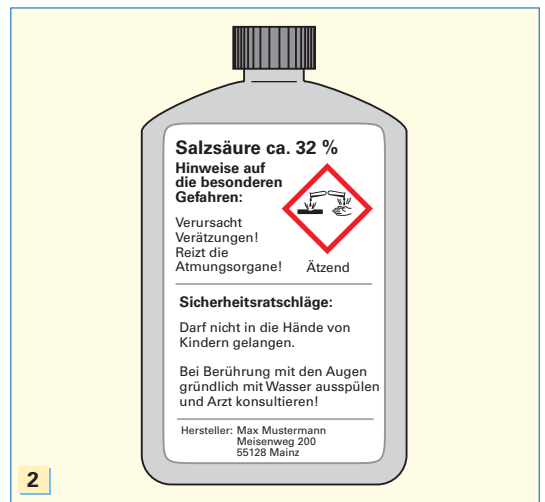 Salzsäure ca. 32 %
Hinweise auf
die besonderen
Gefahren:
Verursacht
Verätzungen!
Reizt die
Atmungsorgane!
Ätzend
Sicherheitsratschläge:
Darf nicht in die Hände von
Kindern gelangen.
Bei Berührung mit den Augen
gründlich mit Wasser ausspülen
und Arzt konsultieren!
Hersteller: Max Mustermann
Meisenweg 200
55128 Mainz
2